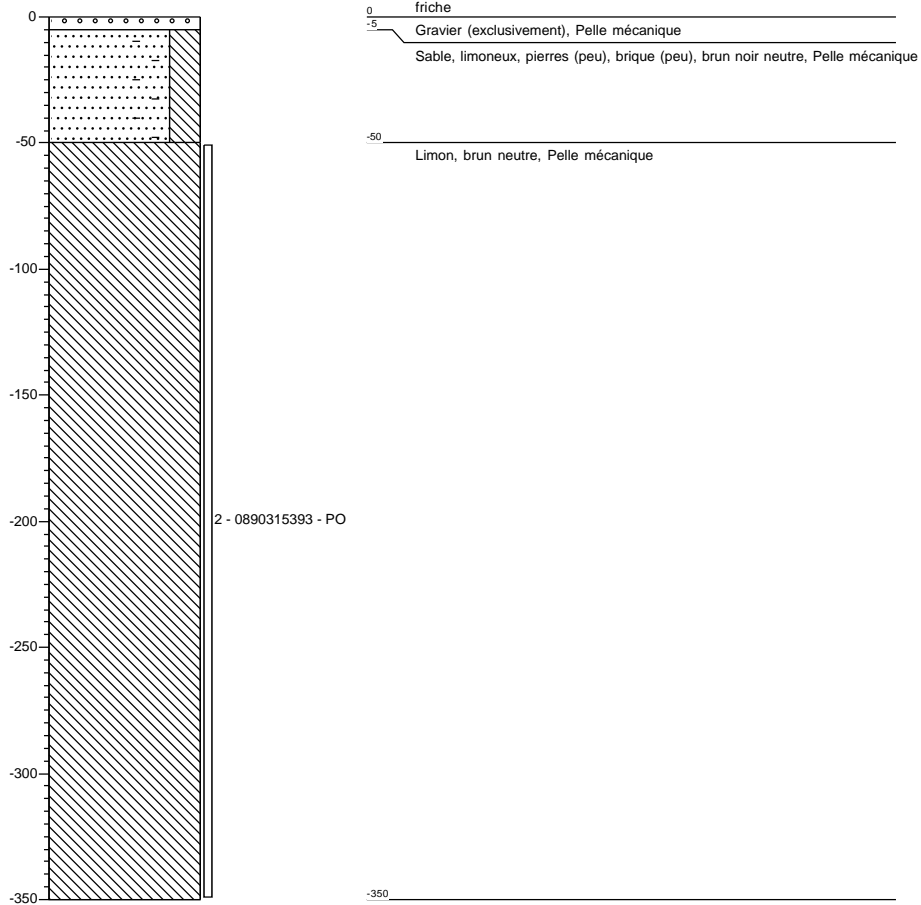 0
friche
0
-5
Gravier (exclusivement), Pelle mécanique
Sable, limoneux, pierres (peu), brique (peu), brun noir neutre, Pelle mécanique
-50
-50
Limon, brun neutre, Pelle mécanique
-100
-150
-200
2 - 0890315393 - PO
-250
-300
-350
-350